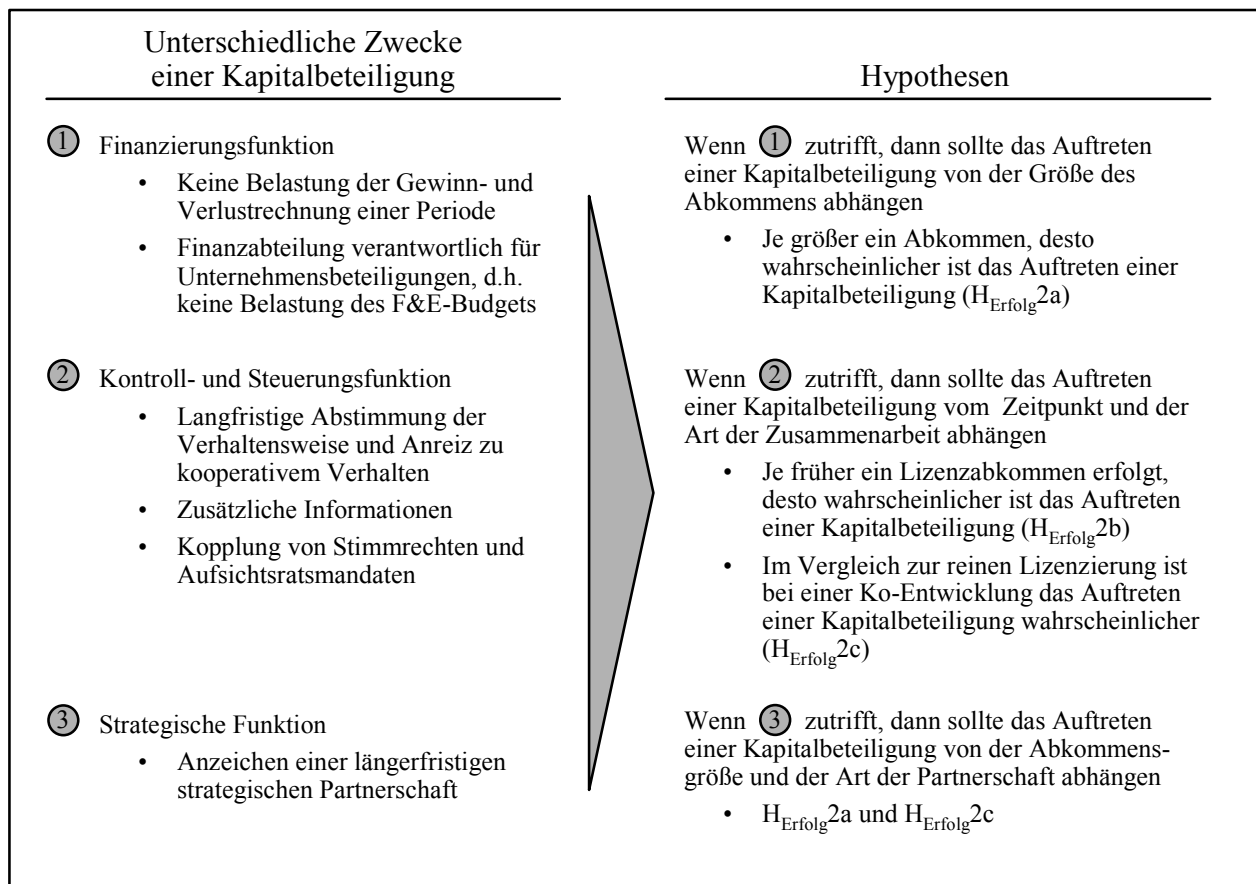 Unterschiedliche Zwecke
einer Kapitalbeteiligung
1 Finanzierungsfunktion
• Keine Belastung der Gewinn- und
Verlustrechnung einer Periode
• Finanzabteilung verantwortlich für
Unternehmensbeteiligungen, d.h.
keine Belastung des F&E-Budgets
2 Kontroll- und Steuerungsfunktion
• Langfristige Abstimmung der
Verhaltensweise und Anreiz zu
kooperativem Verhalten
• Zusätzliche Informationen
• Kopplung von Stimmrechten und
Aufsichtsratsmandaten
3 Strategische Funktion
• Anzeichen einer längerfristigen
strategischen Partnerschaft
Hypothesen
Wenn 1 zutrifft, dann sollte das Auftreten
einer Kapitalbeteiligung von der Größe des
Abkommens abhängen
• Je größer ein Abkommen, desto
wahrscheinlicher ist das Auftreten einer
Kapitalbeteiligung (HErfolg2a)
Wenn 2 zutrifft, dann sollte das Auftreten
einer Kapitalbeteiligung vom Zeitpunkt und der
Art der Zusammenarbeit abhängen
• Je früher ein Lizenzabkommen erfolgt,
desto wahrscheinlicher ist das Auftreten
einer Kapitalbeteiligung (HErfolg2b)
• Im Vergleich zur reinen Lizenzierung ist
bei einer Ko-Entwicklung das Auftreten
einer Kapitalbeteiligung wahrscheinlicher
(HErfolg2c)
Wenn 3 zutrifft, dann sollte das Auftreten
einer Kapitalbeteiligung von der Abkommens-
größe und der Art der Partnerschaft abhängen
• HErfolg2a und HErfolg2c